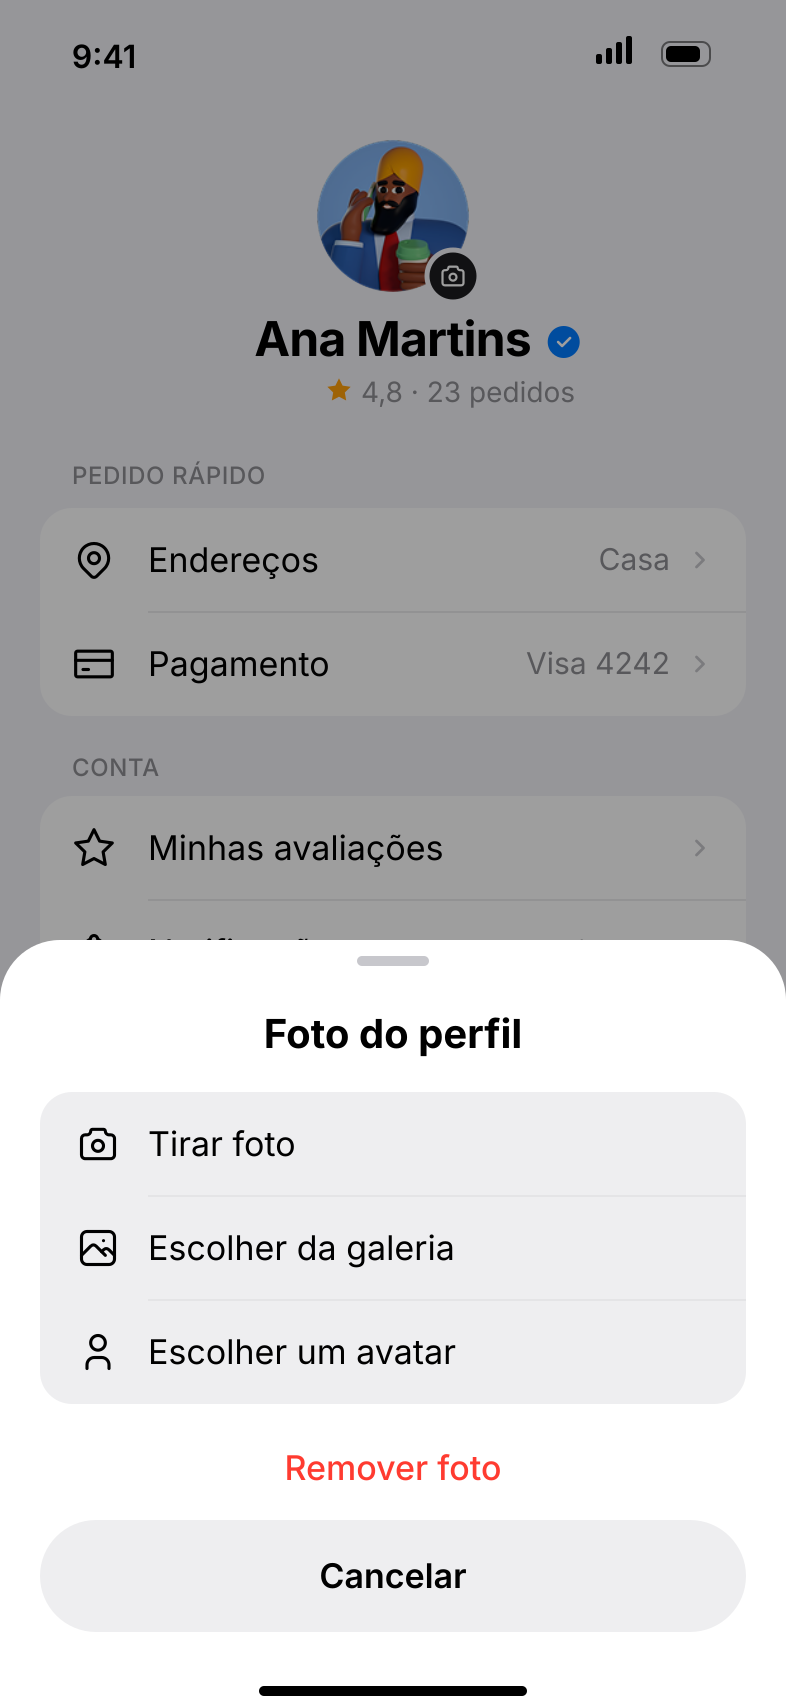 9:41
Ana Martins
4,8 · 23 pedidos
PEDIDO RÁPIDO
Endereços Casa
Pagamento Visa 4242
CONTA
Minhas avaliações
Foto do perfil
Tirar foto
Escolher da galeria
Escolher um avatar
Remover foto
Cancelar